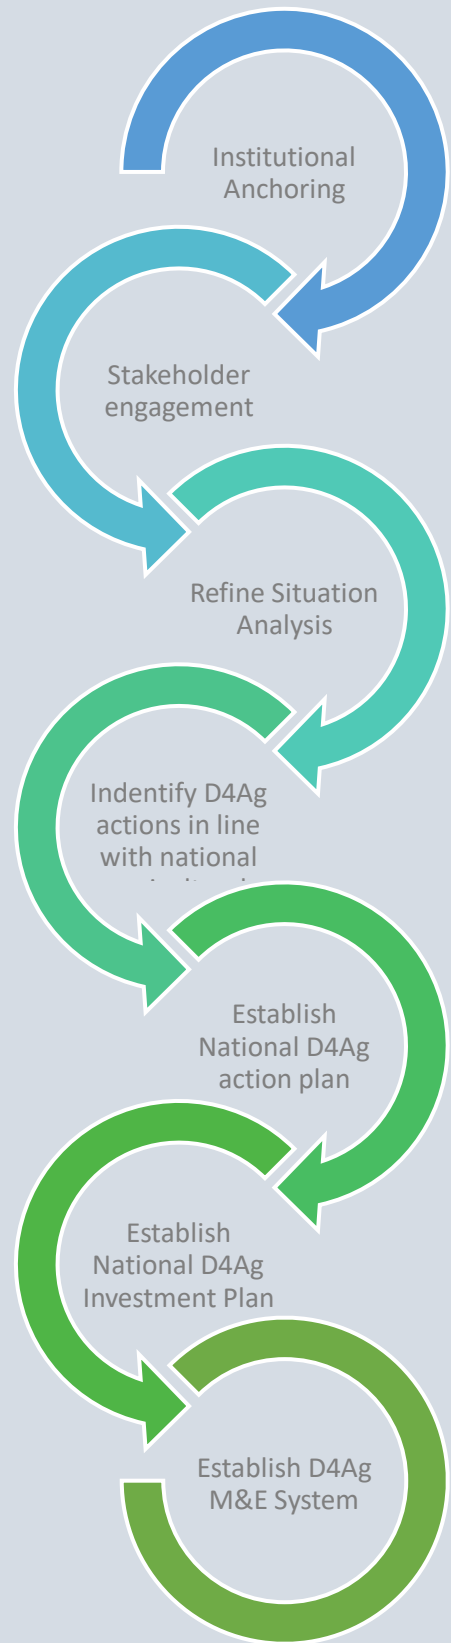 Institutional
Anchoring
Stakeholder
engagement
Refine Situation
Analysis
Indentify D4Ag
actions in line
with national
Establish
National D4Ag
action plan
Establish
National D4Ag
Investment Plan
Establish D4Ag
M&E System